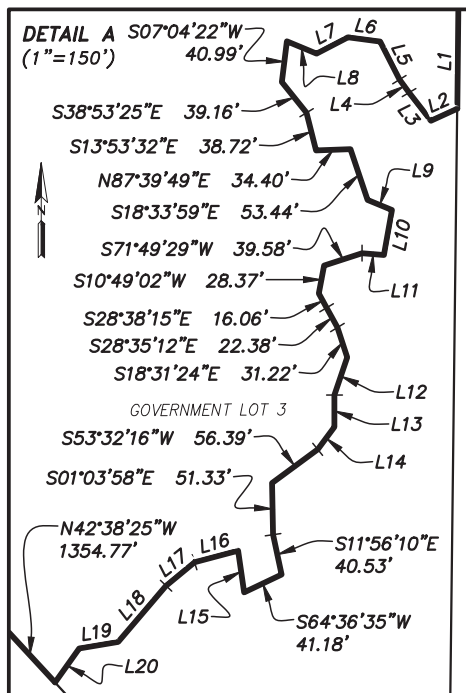 DETAIL A
(1"=150')
S07°04'22"W
40.99'
L6
L7
L8
L5
L4
L3
L2
L1
S38°53'25"E 39.16'
S13°53'32"E 38.72'
N87°39'49"E 34.40'
L9
S18°33'59"E 53.44'
L10
N
S71°49'29"W 39.58'
L11
S10°49'02"W 28.37'
S28°38'15"E 16.06'
S28°35'12"E 22.38'
S18°31'24"E 31.22'
L12
GOVERNMENT LOT 3
L13
S53°32'16"W 56.39'
L14
S01°03'58"E 51.33'
N42°38'25"W
1354.77'
S11°56'10"E
40.53'
L16
L17
L15
L18
S64°36'35"W
41.18'
L19
L20